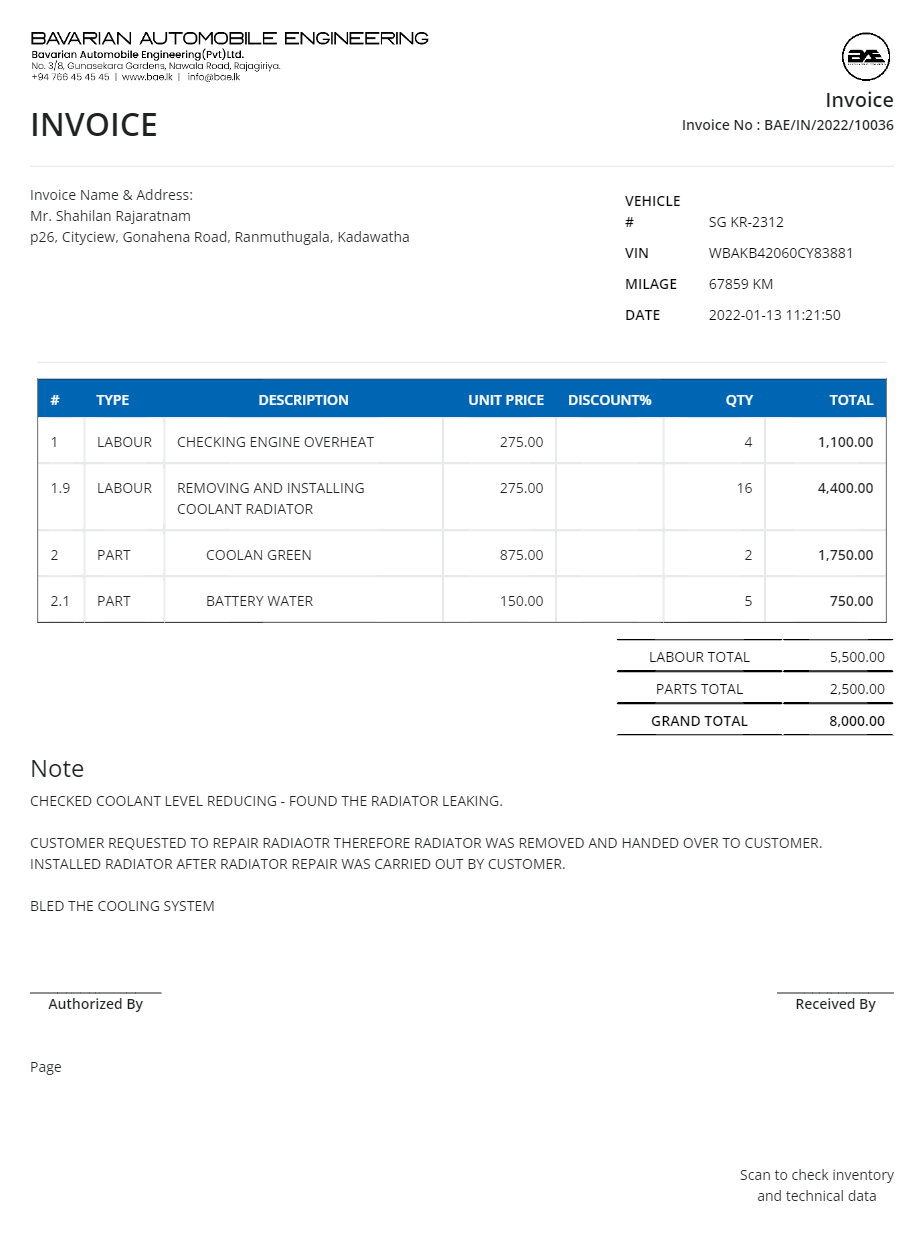 BAVARIAN AUTOMOBILE ENGINEERING
Bavarian Automobile Engineering(Pvt)Ltd.
No. 3/8, Gunasekara Gardens, Nawala Road, Rajagiriya.
+94 766 45 45 45 | www.bae.lk | info@bae.lk
BAE
Invoice
INVOICE
Invoice No : BAE/IN/2022/10036
Invoice Name & Address:
Mr. Shahilan Rajaratnam
p26, Cityview, Gonahena Road, Ranmuthugala, Kadawatha
VEHICLE
# SG KR-2312
VIN WBAKB42060CY83881
MILAGE 67859 KM
DATE 2022-01-13 11:21:50
# TYPE DESCRIPTION UNIT PRICE DISCOUNT% QTY TOTAL
1 LABOUR CHECKING ENGINE OVERHEAT 275.00 4 1,100.00
1.9 LABOUR REMOVING AND INSTALLING 275.00 16 4,400.00
COOLANT RADIATOR
2 PART COOLAN GREEN 875.00 2 1,750.00
2.1 PART BATTERY WATER 150.00 5 750.00
LABOUR TOTAL 5,500.00
PARTS TOTAL 2,500.00
GRAND TOTAL 8,000.00
Note
CHECKED COOLANT LEVEL REDUCING - FOUND THE RADIATOR LEAKING.
CUSTOMER REQUESTED TO REPAIR RADIAOTR THEREFORE RADIATOR WAS REMOVED AND HANDED OVER TO CUSTOMER.
INSTALLED RADIATOR AFTER RADIATOR REPAIR WAS CARRIED OUT BY CUSTOMER.
BLED THE COOLING SYSTEM
Authorized By Received By
Page
Scan to check inventory
and technical data